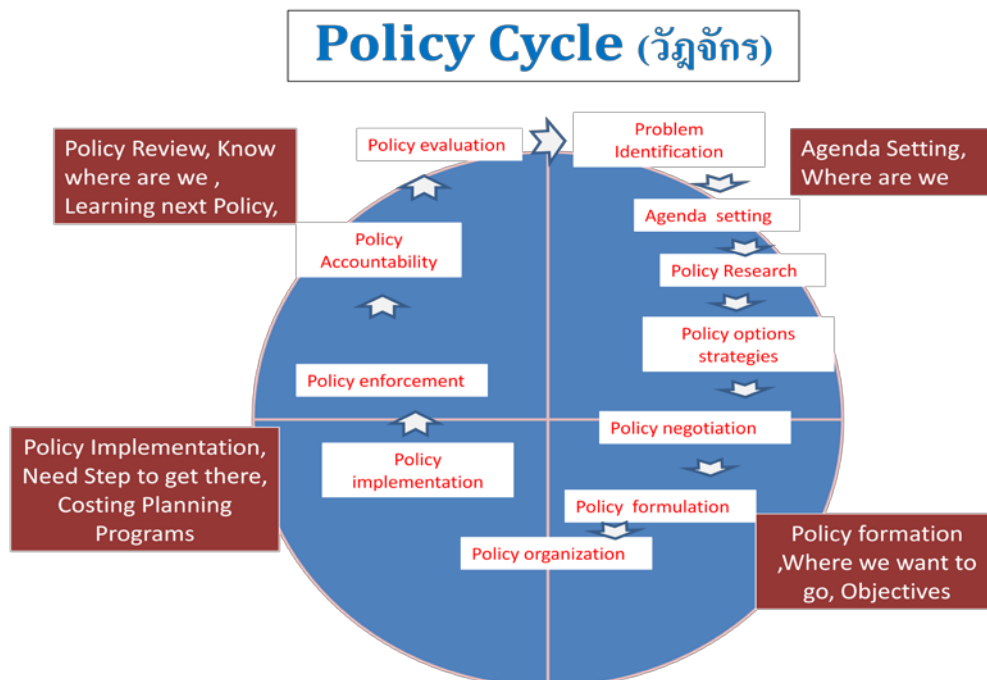 Policy Cycle (วัฎจักร)
Policy evaluation
Problem
Identification
Policy Review, Know
where are we ,
Learning next Policy,
Agenda Setting,
Where are we
Agenda  setting
Policy
Accountability
Policy Research
Policy options
strategies
Policy enforcement
Policy negotiation
Policy Implementation,
Need Step to get there,
Costing Planning
Programs
Policy
implementation
Policy  formulation
Policy organization
Policy formation
,Where we want to
go, Objectives